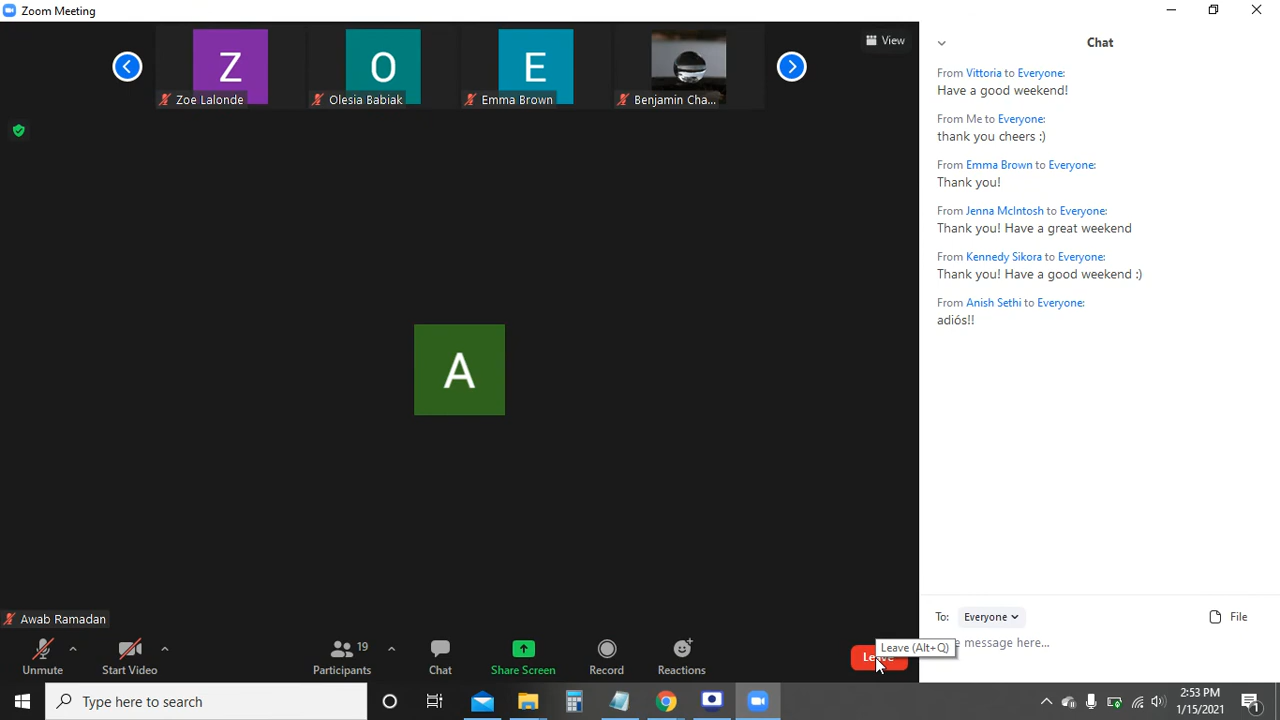 Zoom Meeting
Z
O
E
Zoe Lalonde
Olesia Babiak
Emma Brown
Benjamin Cha...
View
A
Awab Ramadan
Chat
From Vittoria to Everyone:
Have a good weekend!
From Me to Everyone:
thank you cheers :)
From Emma Brown to Everyone:
Thank you!
From Jenna McIntosh to Everyone:
Thank you! Have a great weekend
From Kennedy Sikora to Everyone:
Thank you! Have a good weekend :)
From Anish Sethi to Everyone:
adiós!!
To: Everyone
File
message here...
Unmute
Start Video
19
Participants
Chat
Share Screen
Record
Reactions
Leave (Alt+Q)
Type here to search
2:53 PM
1/15/2021
1